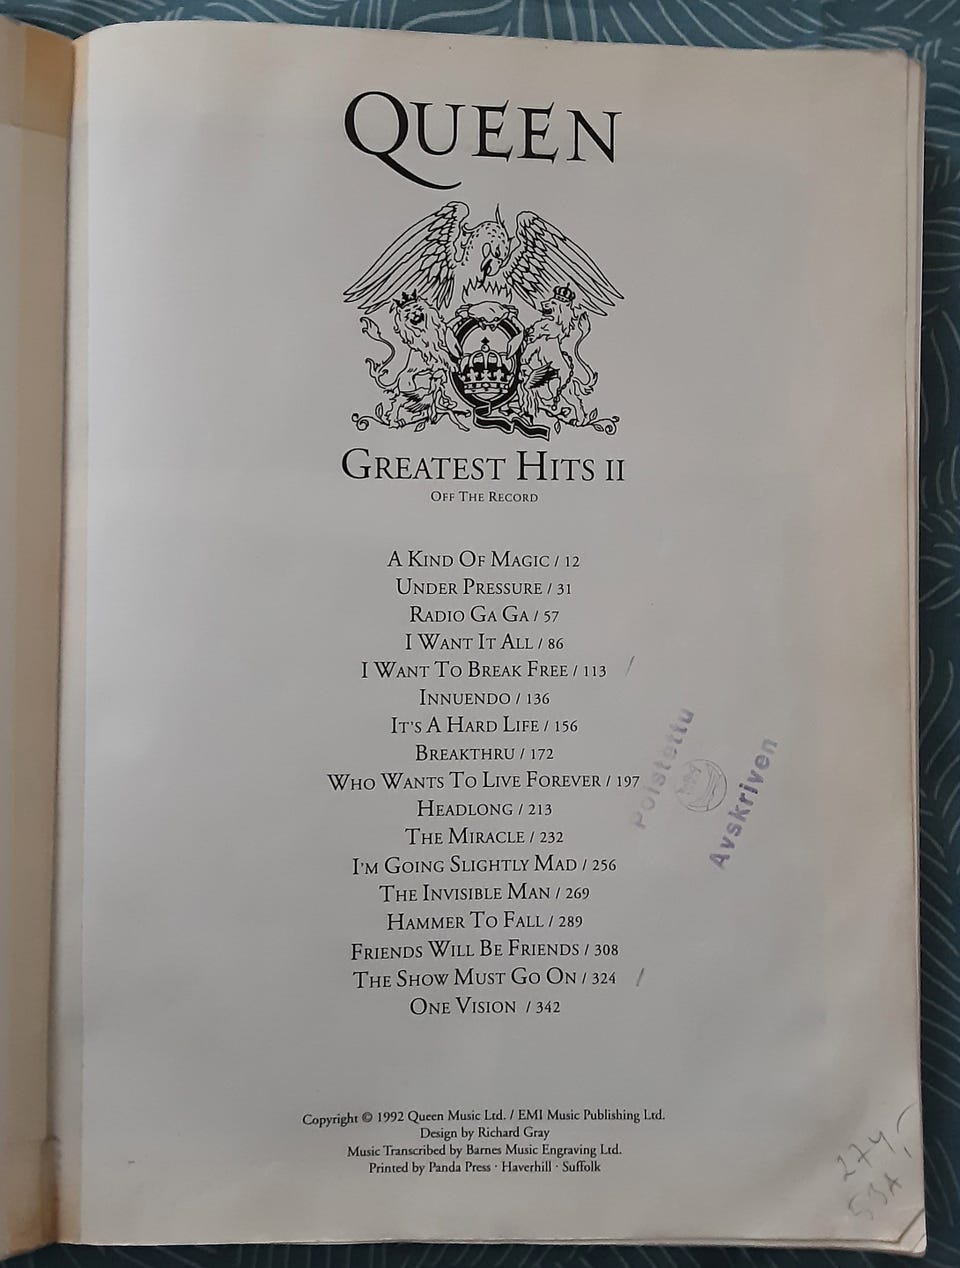 QUEEN
GREATEST HITS II
OFF THE RECORD
A KIND OF MAGIC / 12
UNDER PRESSURE / 31
RADIO GA GA / 57
I WANT IT ALL / 86
I WANT TO BREAK FREE / 113
INNUENDO / 136
IT'S A HARD LIFE / 156
BREAKTHRU / 172
WHO WANTS TO LIVE FOREVER / 197
HEADLONG / 213
THE MIRACLE / 232
I'M GOING SLIGHTLY MAD / 256
THE INVISIBLE MAN / 269
HAMMER TO FALL / 289
FRIENDS WILL BE FRIENDS / 308
THE SHOW MUST GO ON / 324
ONE VISION / 342
Poistettu
Avskriven
Copyright © 1992 Queen Music Ltd. / EMI Music Publishing Ltd.
Design by Richard Gray
Music Transcribed by Barnes Music Engraving Ltd.
Printed by Panda Press · Haverhill · Suffolk
274,-